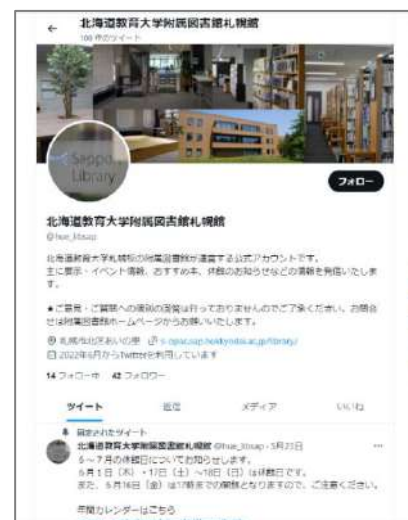 北海道教育大学附属図書館札幌館
108 件のツイート
Sappo
Library
フォロー
北海道教育大学附属図書館札幌館
北海道教育大学札幌校の附属図書館が運営する公式アカウントです。
主に展示・イベント情報、おすすめ本、休館のお知らせなどの情報を発信いたしま
す。
★ご意見・ご質問への個別の回答は行っておりませんのでご了承ください。お問合
せは附属図書館ホームページからお願いいたします。
札幌市北区あいの里 s-opac.sap.hokkyodai.ac.jp/library/
2022年6月からTwitterを利用しています
14 フォロー中 42 フォロワー
ツイート 返信 メディア いいね
固定されたツイート
北海道教育大学附属図書館札幌館 · 5月23日
6～7月の休館日についてお知らせします。
6月1日（木）・17日（土）～18日（日）は休館日です。
また、6月16日（金）は17時までの開館となりますので、ご注意ください。
年間カレンダーはこちら